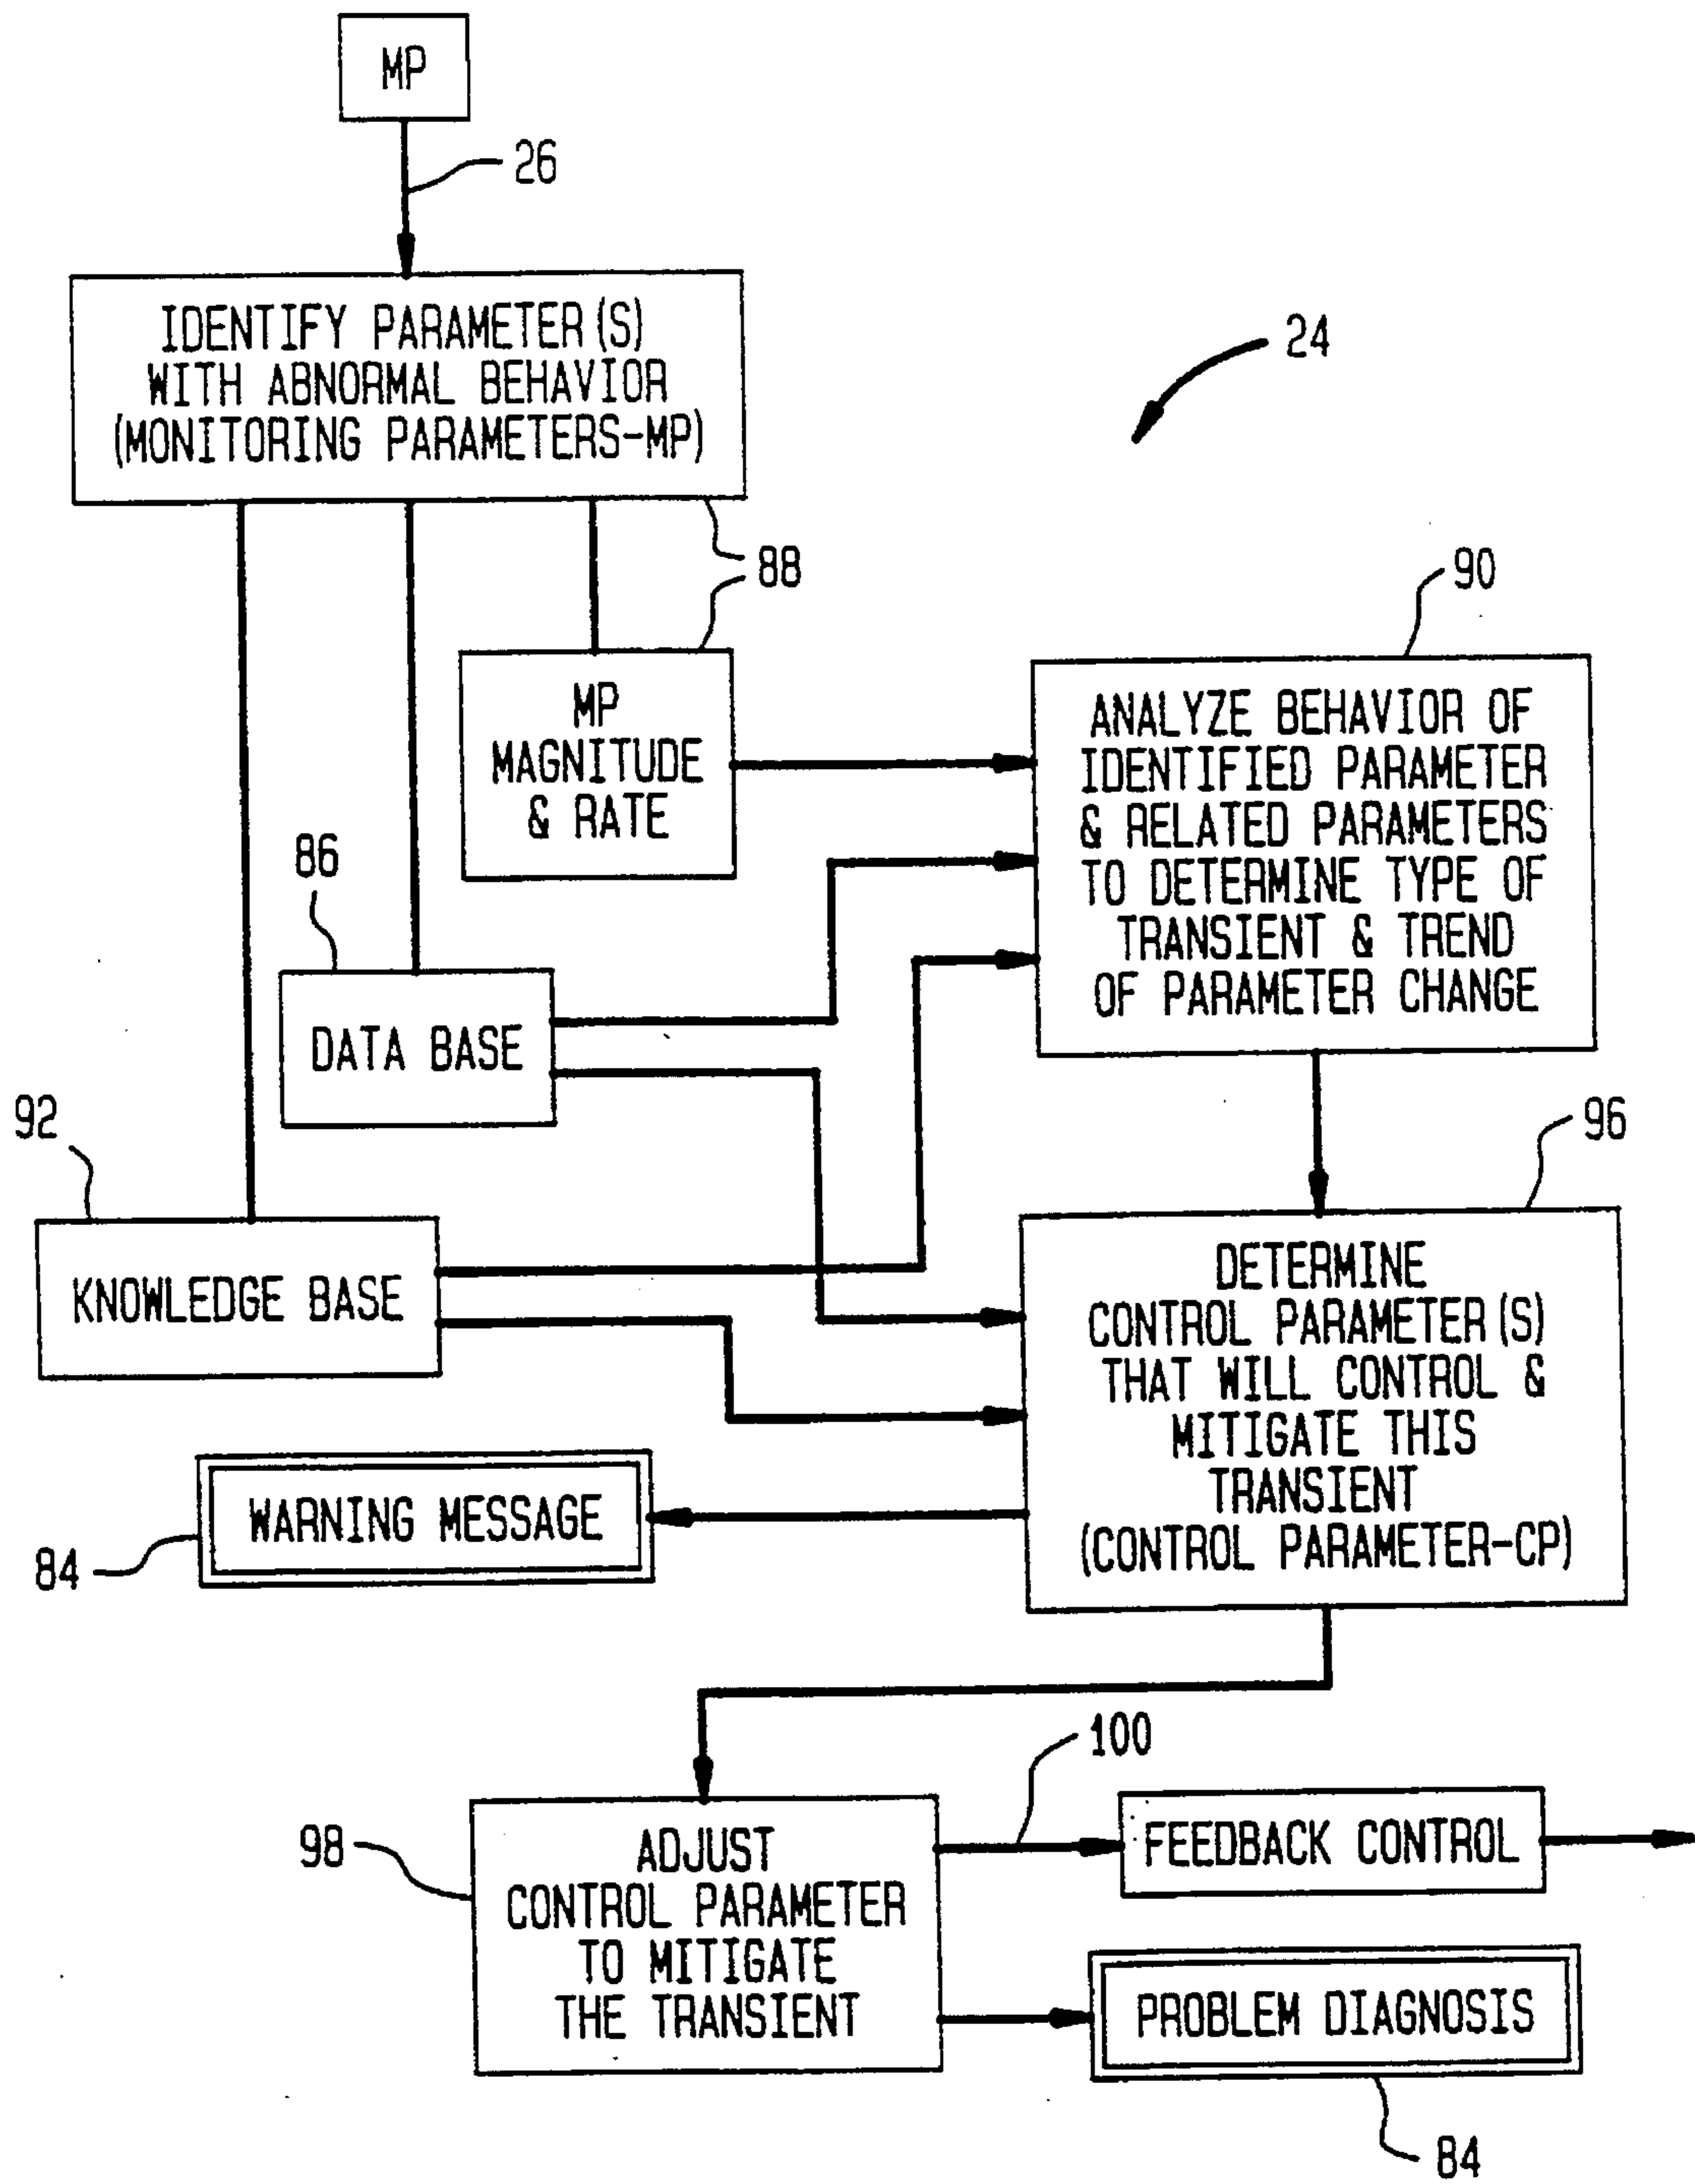 MP
26
IDENTIFY PARAMETER(S)
WITH ABNORMAL BEHAVIOR
(MONITORING PARAMETERS-MP)
24
88
90
MP
MAGNITUDE
& RATE
ANALYZE BEHAVIOR OF
IDENTIFIED PARAMETER
& RELATED PARAMETERS
TO DETERMINE TYPE OF
TRANSIENT & TREND
OF PARAMETER CHANGE
86
DATA BASE
92
96
KNOWLEDGE BASE
DETERMINE
CONTROL PARAMETER(S)
THAT WILL CONTROL &
MITIGATE THIS
TRANSIENT
(CONTROL PARAMETER-CP)
WARNING MESSAGE
84
100
98
ADJUST
CONTROL PARAMETER
TO MITIGATE
THE TRANSIENT
FEEDBACK CONTROL
PROBLEM DIAGNOSIS
84